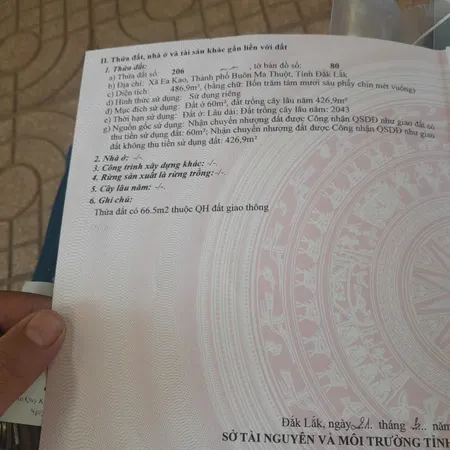 II. Thửa đất, nhà ở và tài sản khác gắn liền với đất
1. Thửa đất:
a) Thửa đất số: 206 , tờ bản đồ số: 80
b) Địa chỉ: Xã Ea Kao, Thành phố Buôn Ma Thuột, Tỉnh Đắk Lắk
c) Diện tích: 486,9m², (bằng chữ: Bốn trăm tám mươi sáu phẩy chín mét vuông)
d) Hình thức sử dụng: Sử dụng riêng
đ) Mục đích sử dụng: Đất ở 60m², đất trồng cây lâu năm 426,9m²
e) Thời hạn sử dụng: Đất ở: Lâu dài; Đất trồng cây lâu năm: 2043
g) Nguồn gốc sử dụng: Nhận chuyển nhượng đất được Công nhận QSDĐ như giao đất có
thu tiền sử dụng đất: 60m²; Nhận chuyển nhượng đất được Công nhận QSDĐ như giao
đất không thu tiền sử dụng đất: 426,9m²
2. Nhà ở: -/-.
3. Công trình xây dựng khác: -/-.
4. Rừng sản xuất là rừng trồng: -/-.
5. Cây lâu năm: -/-.
6. Ghi chú:
Thửa đất có 66.5m2 thuộc QH đất giao thông
Đắk Lắk, ngày 21 tháng năm
SỞ TÀI NGUYÊN VÀ MÔI TRƯỜNG TỈNH